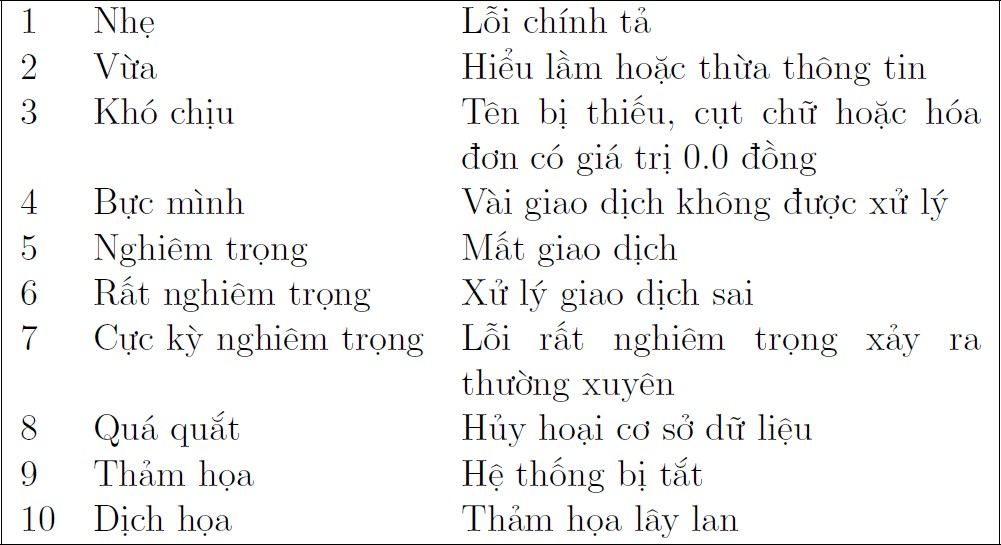 1 Nhẹ Lỗi chính tả
2 Vừa Hiểu lầm hoặc thừa thông tin
3 Khó chịu Tên bị thiếu, cụt chữ hoặc hóa
đơn có giá trị 0.0 đồng
4 Bực mình Vài giao dịch không được xử lý
5 Nghiêm trọng Mất giao dịch
6 Rất nghiêm trọng Xử lý giao dịch sai
7 Cực kỳ nghiêm trọng Lỗi rất nghiêm trọng xảy ra
thường xuyên
8 Quá quắt Hủy hoại cơ sở dữ liệu
9 Thảm họa Hệ thống bị tắt
10 Dịch họa Thảm họa lây lan